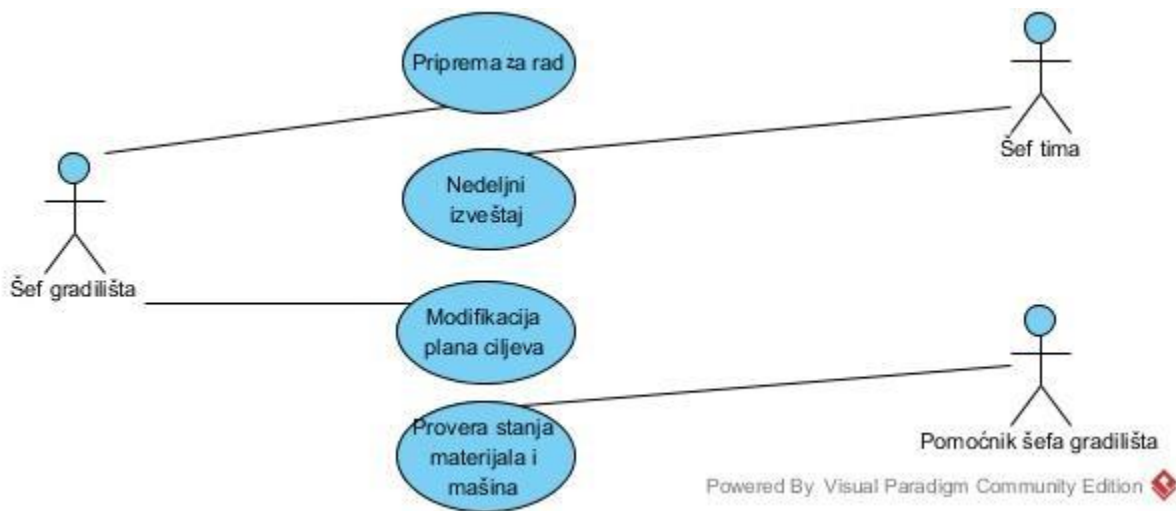 Priprema za rad
Šef tima
Nedeljni
izveštaj
Šef gradilišta
Modifikacija
plana ciljeva
Provera stanja
materijala i
mašina
Pomoćnik šefa gradilišta
Powered By Visual Paradigm Community Edition